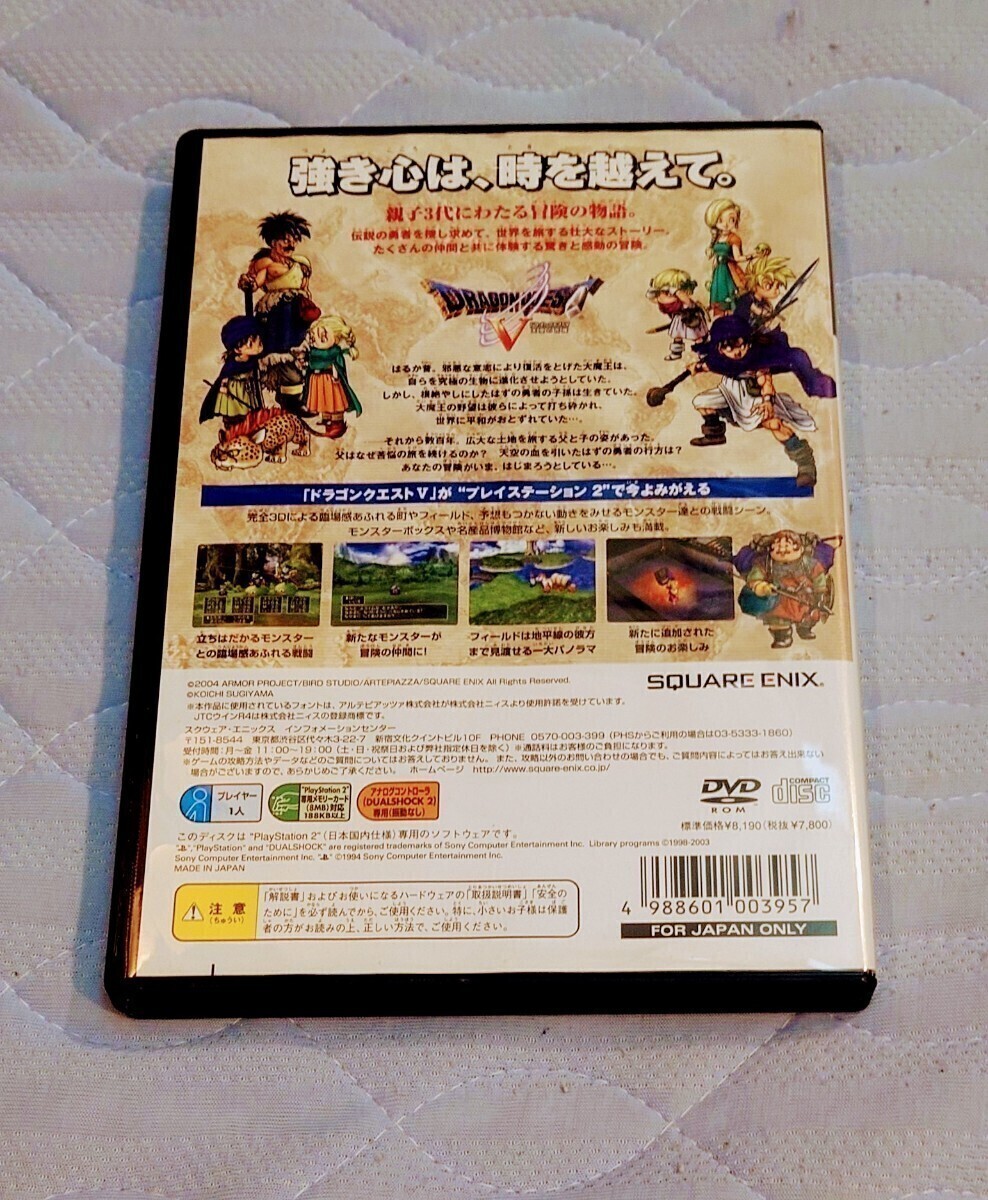 強き心は、時を越えて。
親子3代にわたる冒険の物語。
伝説の勇者を捜し求めて、世界を旅する壮大なストーリー。
たくさんの仲間と共に体験する驚きと感動の冒険。
DRAGON QUEST
V
はるか昔、邪悪な意志により復活をとげた大魔王は、
自らを究極の生物に進化させようとしていた。
しかし、根絶やしにしたはずの勇者の子孫は生きていた。
大魔王の野望は彼らによって打ち砕かれ、
世界に平和がおとずれていた…。
それから数百年。広大な土地を旅する父と子の姿があった。
父はなぜ苦悩の旅を続けるのか? 天空の血を引いたはずの勇者の行方は?
あなたの冒険がいま、はじまろうとしている…。
「ドラゴンクエストV」が“プレイステーション 2”で今よみがえる
完全3Dによる臨場感あふれる町やフィールド、予想もつかない動きをみせるモンスター達との戦闘シーン。
モンスターボックスや名産品博物館など、新しいお楽しみも満載。
立ちはだかるモンスター
との臨場感あふれる戦闘
新たなモンスターが
冒険の仲間に!
フィールドは地平線の彼方
まで見渡せる一大パノラマ
新たに追加された
冒険のお楽しみ
©2004 ARMOR PROJECT/BIRD STUDIO/ARTEPIAZZA/SQUARE ENIX All Rights Reserved.
©KOICHI SUGIYAMA
SQUARE ENIX.
※本作品に使用されているフォントは、アルテピアッツァ株式会社が株式会社ニィスより使用許諾を受けています。
JTCウインR4は株式会社ニィスの登録商標です。
スクウェア・エニックス インフォメーションセンター
〒151-8544 東京都渋谷区代々木3-22-7 新宿文化クイントビル10F PHONE 0570-003-399 (PHSからご利用の場合は03-5333-1860)
受付時間:月～金 11:00～19:00 (土・日・祝祭日および弊社指定休日を除く) ※通話料はお客様のご負担になります。
※ゲームの攻略方法やデータなどのご質問についてはお答えしておりません。また、攻略以外のお問い合わせの場合でも、ご質問内容によってはお答え出来ない
場合がございますので、あらかじめご了承ください。 ホームページ http://www.square-enix.co.jp/
プレイヤー
1人
"PlayStation 2"
専用メモリーカード
(8MB)対応
188KB以上
アナログコントローラ
(DUALSHOCK 2)
専用(振動なし)
DVD
ROM
COMPACT
disc
標準価格¥8,190(税抜¥7,800)
このディスクは "PlayStation 2" (日本国内仕様) 専用のソフトウェアです。
"PlayStation" and "DUALSHOCK" are registered trademarks of Sony Computer Entertainment Inc. Library programs ©1998-2003
Sony Computer Entertainment Inc. ©1994 Sony Computer Entertainment Inc.
MADE IN JAPAN
注意
(ちゅうい)
「解説書」およびお使いになるハードウェアの「取扱説明書」「安全の
ために」を必ず読んでから、ご使用ください。特に、小さいお子様は保護
者の方がお読みの上、正しい方法で、ご使用ください。
4 988601 003957
FOR JAPAN ONLY